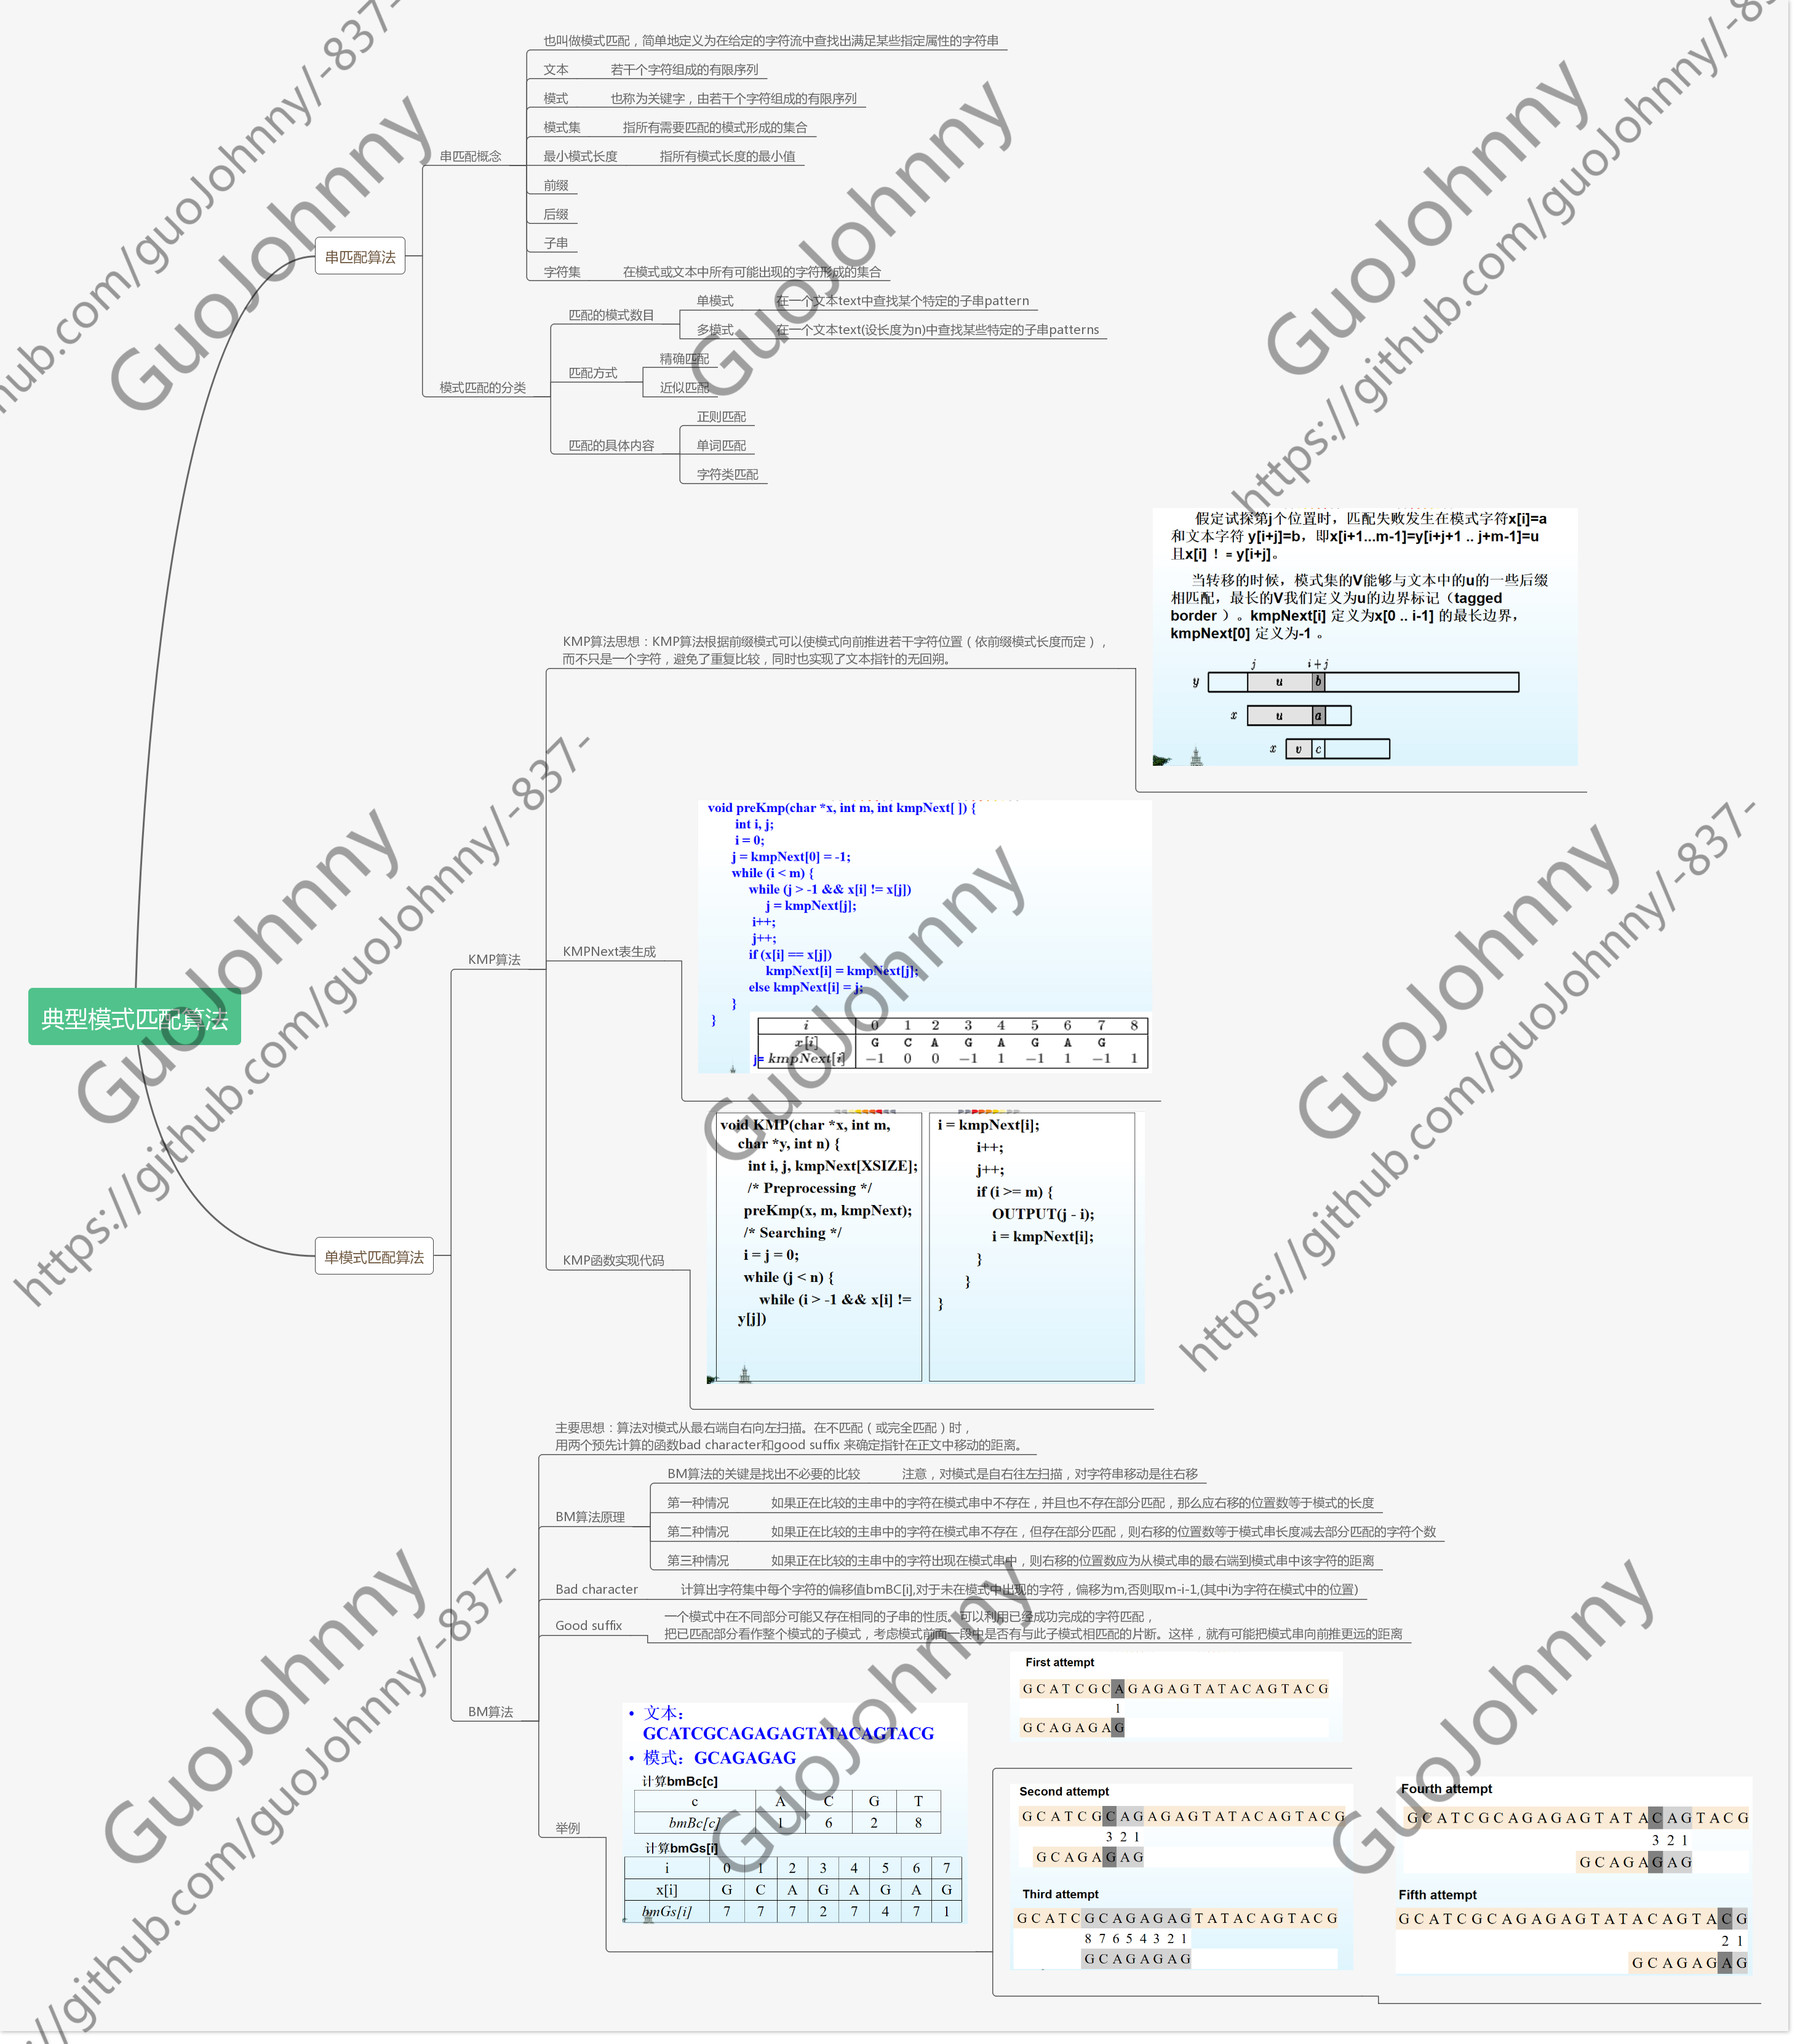 典型模式匹配算法
串匹配算法
串匹配概念
也叫做模式匹配，简单地定义为在给定的字符流中查找出满足某些指定属性的字符串
文本 若干个字符组成的有限序列
模式 也称为关键字，由若干个字符组成的有限序列
模式集 指所有需要匹配的模式形成的集合
最小模式长度 指所有模式长度的最小值
前缀
后缀
子串
字符集 在模式或文本中所有可能出现的字符形成的集合
模式匹配的分类
匹配的模式数目
单模式 在一个文本text中查找某个特定的子串pattern
多模式 在一个文本text(设长度为n)中查找某些特定的子串patterns
匹配方式
精确匹配
近似匹配
匹配的具体内容
正则匹配
单词匹配
字符类匹配
单模式匹配算法
KMP算法
KMP算法思想：KMP算法根据前缀模式可以使模式向前推进若干字符位置（依前缀模式长度而定），
而不只是一个字符，避免了重复比较，同时也实现了文本指针的无回朔。
假定试探第j个位置时，匹配失败发生在模式字符x[i]=a
和文本字符 y[i+j]=b，即x[i+1...m-1]=y[i+j+1 .. j+m-1]=u
且x[i] ！= y[i+j]。
当转移的时候，模式集的V能够与文本中的u的一些后缀
相匹配，最长的V我们定义为u的边界标记（tagged
border ）。kmpNext[i] 定义为x[0 .. i-1] 的最长边界，
kmpNext[0] 定义为-1 。
j i + j
y u b
x u a
x v c
KMPNext表生成
void preKmp(char *x, int m, int kmpNext[ ]) {
int i, j;
i = 0;
j = kmpNext[0] = -1;
while (i < m) {
while (j > -1 && x[i] != x[j])
j = kmpNext[j];
i++;
j++;
if (x[i] == x[j])
kmpNext[i] = kmpNext[j];
else kmpNext[i] = j;
}
}
i 0 1 2 3 4 5 6 7 8
x[i] G C A G A G A G
j= kmpNext[i] −1 0 0 −1 1 −1 1 −1 1
KMP函数实现代码
void KMP(char *x, int m,
char *y, int n) {
int i, j, kmpNext[XSIZE];
/* Preprocessing */
preKmp(x, m, kmpNext);
/* Searching */
i = j = 0;
while (j < n) {
while (i > -1 && x[i] !=
y[j])
i = kmpNext[i];
i++;
j++;
if (i >= m) {
OUTPUT(j - i);
i = kmpNext[i];
}
}
}
BM算法
主要思想：算法对模式从最右端自右向左扫描。在不匹配（或完全匹配）时，
用两个预先计算的函数bad character和good suffix 来确定指针在正文中移动的距离。
BM算法原理
BM算法的关键是找出不必要的比较 注意，对模式是自右往左扫描，对字符串移动是往右移
第一种情况 如果正在比较的主串中的字符在模式串中不存在，并且也不存在部分匹配，那么应右移的位置数等于模式的长度
第二种情况 如果正在比较的主串中的字符在模式串不存在，但存在部分匹配，则右移的位置数等于模式串长度减去部分匹配的字符个数
第三种情况 如果正在比较的主串中的字符出现在模式串中，则右移的位置数应为从模式串的最右端到模式串中该字符的距离
Bad character 计算出字符集中每个字符的偏移值bmBC[i],对于未在模式中出现的字符，偏移为m,否则取m-i-1,(其中i为字符在模式中的位置)
Good suffix
一个模式中在不同部分可能又存在相同的子串的性质。可以利用已经成功完成的字符匹配，
把已匹配部分看作整个模式的子模式，考虑模式前面一段中是否有与此子模式相匹配的片断。这样，就有可能把模式串向前推更远的距离
举例
• 文本：
GCATCGCAGAGAGTATACAGTACG
• 模式：GCAGAGAG
计算bmBc[c]
c A C G T
bmBc[c] 1 6 2 8
计算bmGs[i]
i 0 1 2 3 4 5 6 7
x[i] G C A G A G A G
bmGs[i] 7 7 7 2 7 4 7 1
First attempt
G C A T C G C A G A G A G T A T A C A G T A C G
1
G C A G A G A G
Second attempt
G C A T C G C A G A G A G T A T A C A G T A C G
3 2 1
G C A G A G A G
Third attempt
G C A T C G C A G A G A G T A T A C A G T A C G
8 7 6 5 4 3 2 1
G C A G A G A G
Fourth attempt
G C A T C G C A G A G A G T A T A C A G T A C G
3 2 1
G C A G A G A G
Fifth attempt
G C A T C G C A G A G A G T A T A C A G T A C G
2 1
G C A G A G A G
GuoJohnny
hub.com/guoJohnny/-837-
GuoJohnny
GuoJohnny
https://github.com/guoJohnny/-83
GuoJohnny
https://github.com/guoJohnny/-837-
GuoJohnny
GuoJohnny
https://github.com/guoJohnny/-837-
GuoJohnny
://github.com/guoJohnny/-837-
GuoJohnny
GuoJohnny